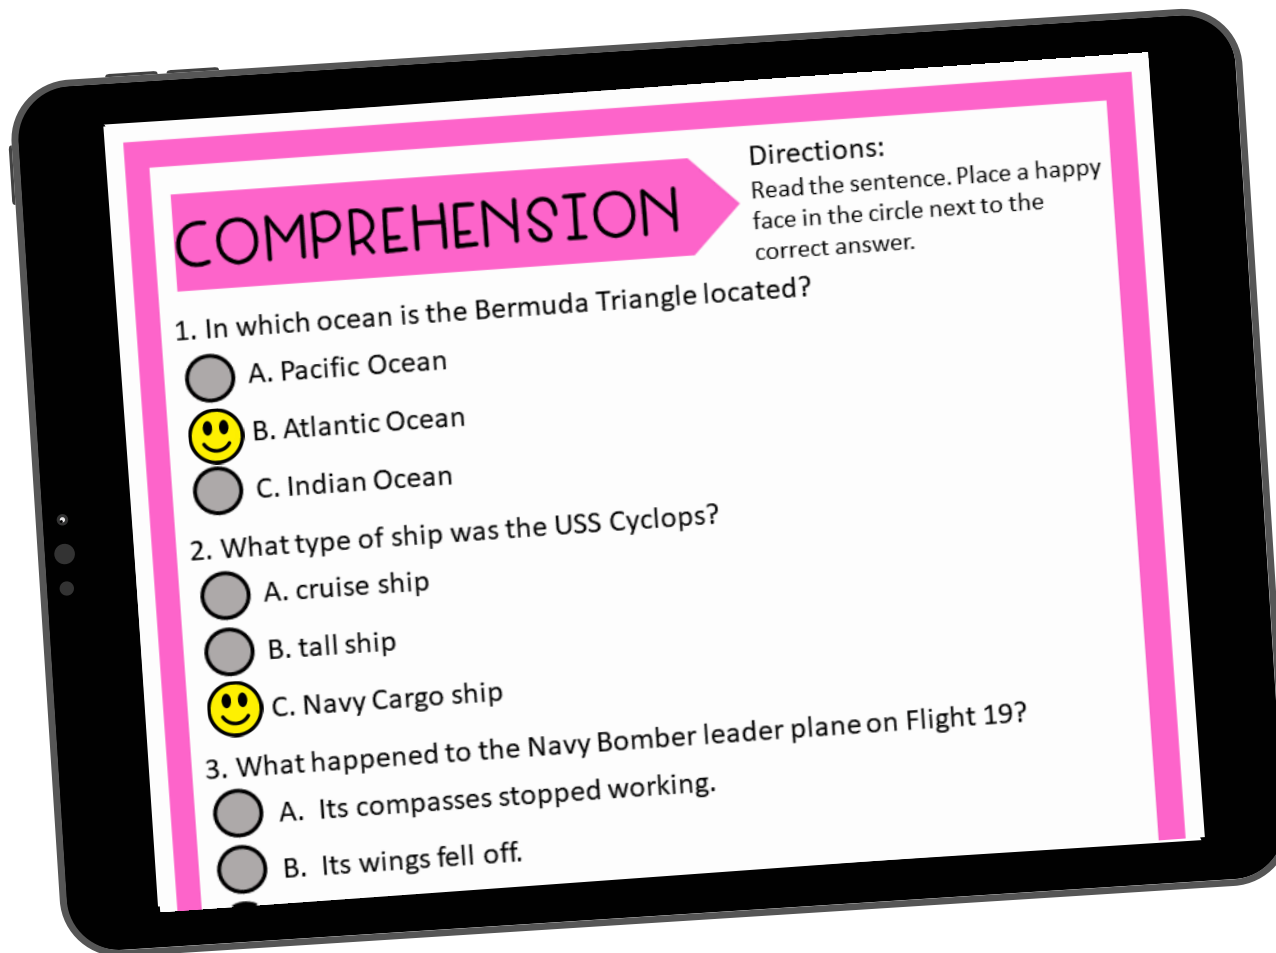 COMPREHENSION
Directions:
Read the sentence. Place a happy
face in the circle next to the
correct answer.
1. In which ocean is the Bermuda Triangle located?
A. Pacific Ocean
B. Atlantic Ocean
C. Indian Ocean
2. What type of ship was the USS Cyclops?
A. cruise ship
B. tall ship
C. Navy Cargo ship
3. What happened to the Navy Bomber leader plane on Flight 19?
A. Its compasses stopped working.
B. Its wings fell off.